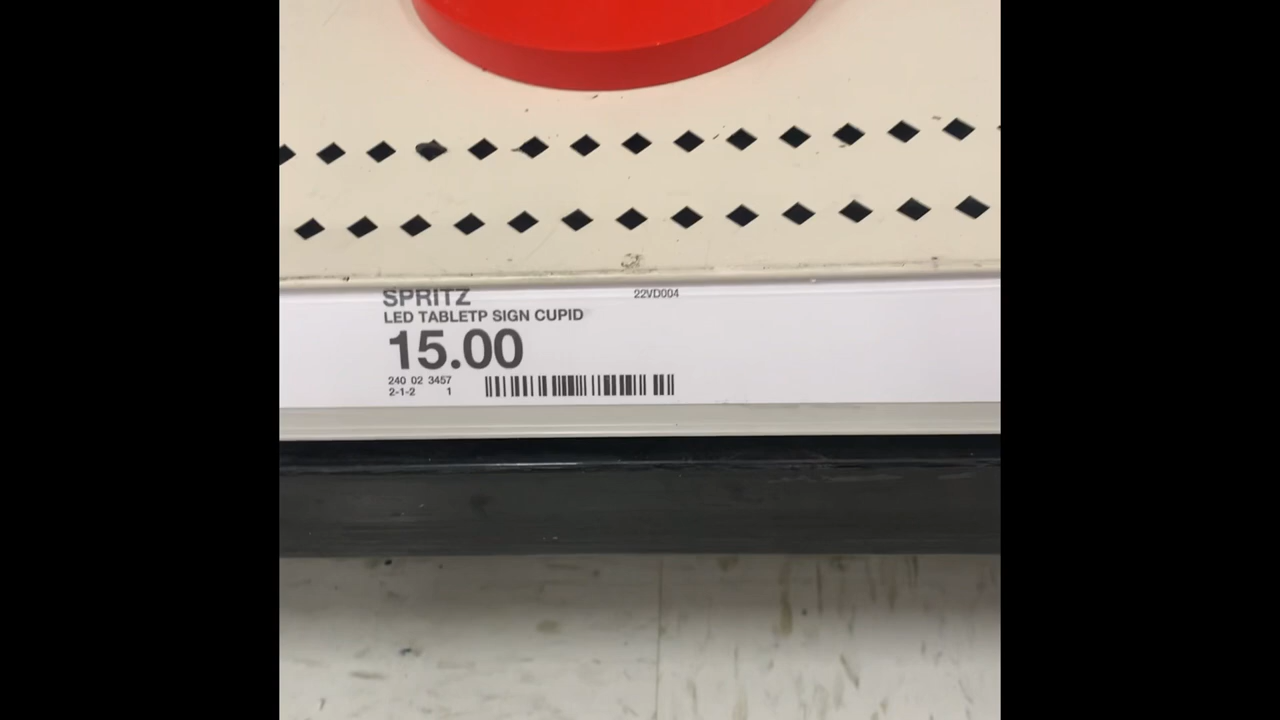 SPRITZ 22VD004
LED TABLETP SIGN CUPID
15.00
240 02 3457
2-1-2 1